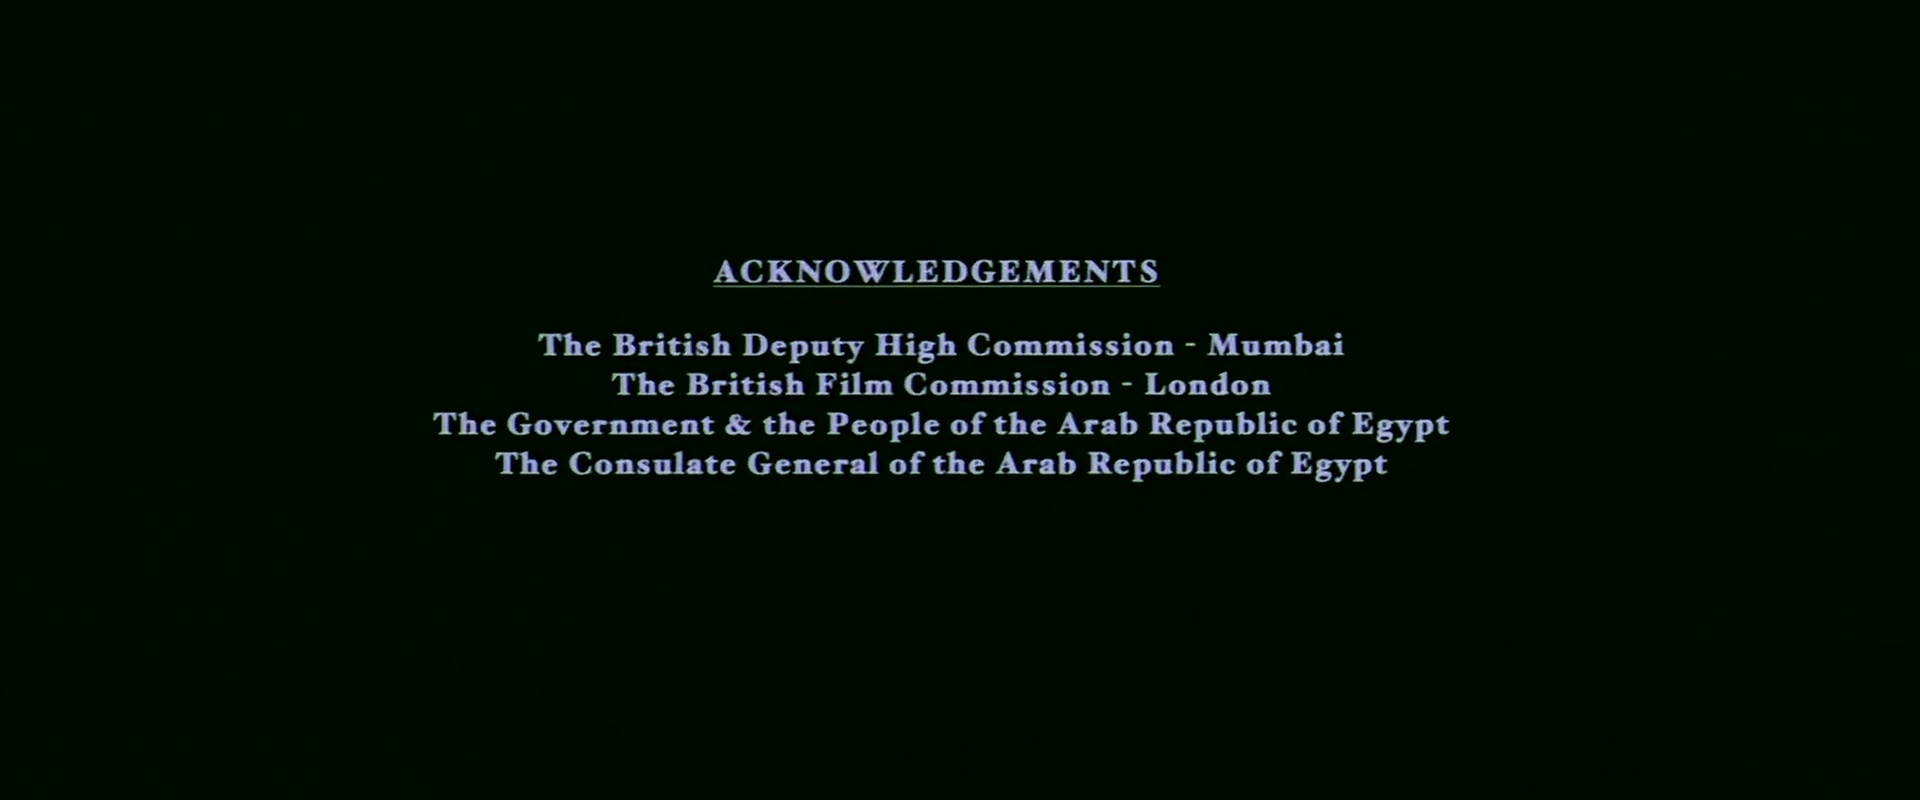 ACKNOWLEDGEMENTS
The British Deputy High Commission - Mumbai
The British Film Commission - London
The Government & the People of the Arab Republic of Egypt
The Consulate General of the Arab Republic of Egypt